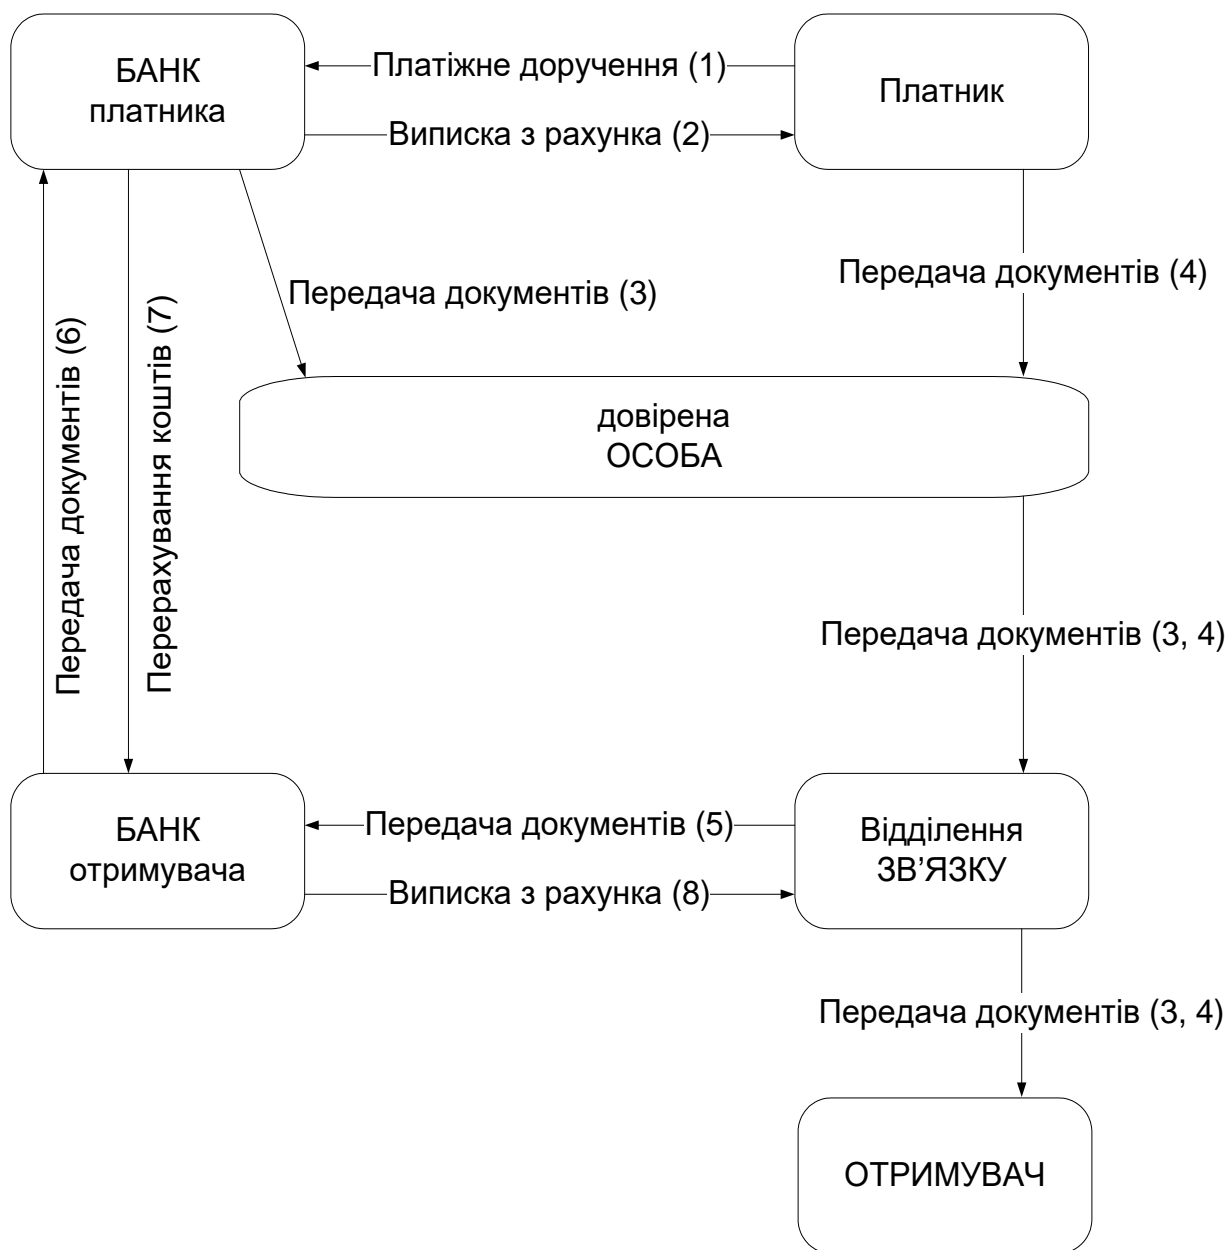 БАНК
платника
Платіжне доручення (1)
Виписка з рахунка (2)
Платник
Передача документів (3)
Передача документів (4)
Передача документів (6)
Перерахування коштів (7)
довірена
ОСОБА
Передача документів (3, 4)
БАНК
отримувача
Передача документів (5)
Виписка з рахунка (8)
Відділення
ЗВ’ЯЗКУ
Передача документів (3, 4)
ОТРИМУВАЧ